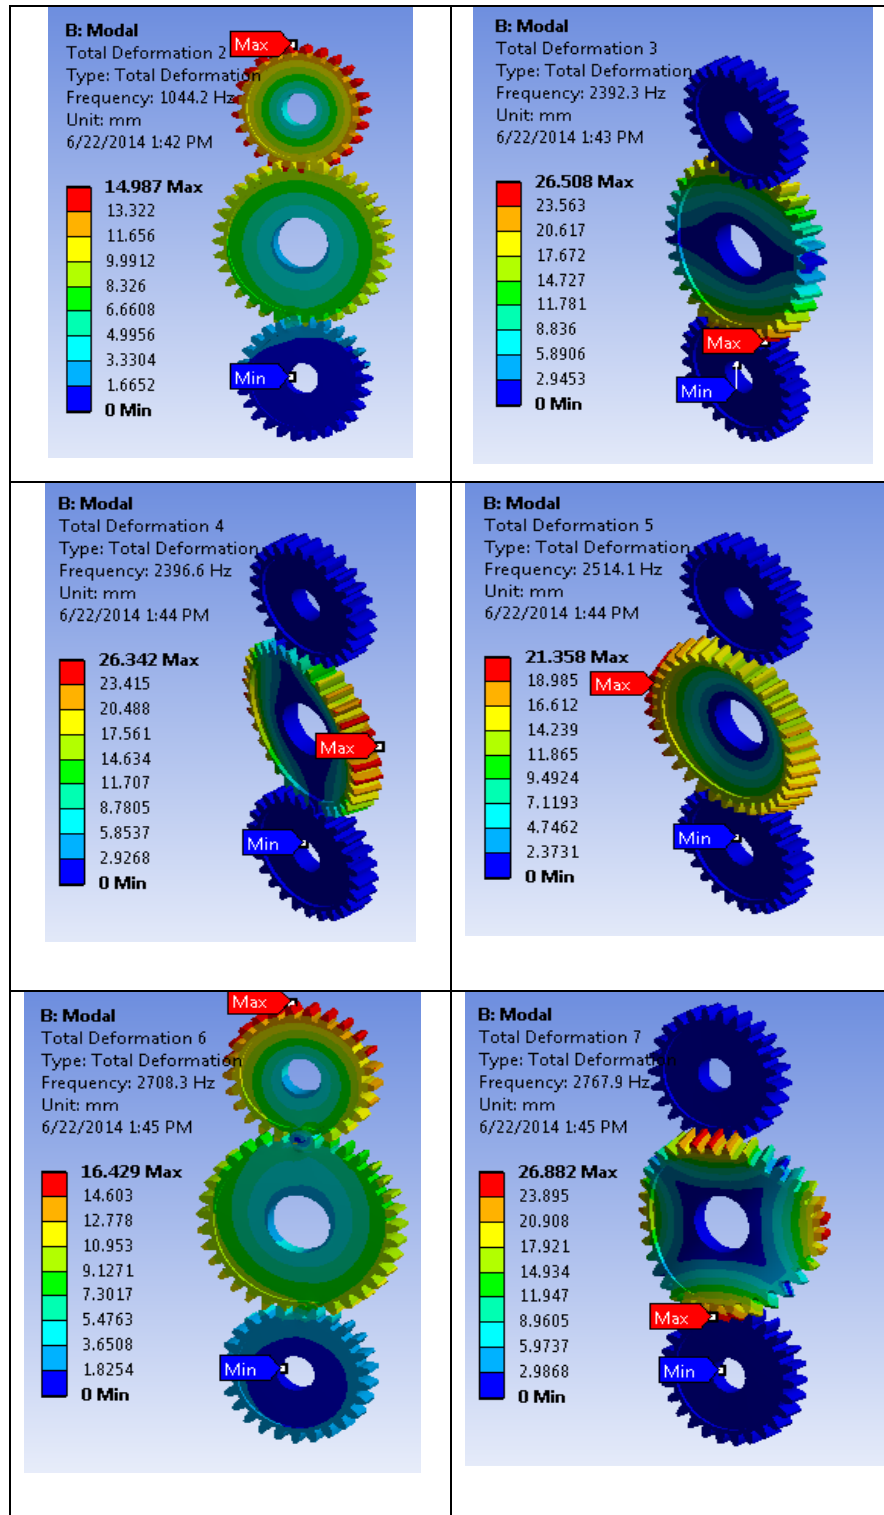 B: Modal
Total Deformation 2
Type: Total Deformation
Frequency: 1044.2 Hz
Unit: mm
6/22/2014 1:42 PM
Max
14.987 Max
13.322
11.656
9.9912
8.326
6.6608
4.9956
3.3304
1.6652
0 Min
Min
B: Modal
Total Deformation 3
Type: Total Deformation
Frequency: 2392.3 Hz
Unit: mm
6/22/2014 1:43 PM
26.508 Max
23.563
20.617
17.672
14.727
11.781
8.836
5.8906
2.9453
0 Min
Max
Min
B: Modal
Total Deformation 4
Type: Total Deformation
Frequency: 2396.6 Hz
Unit: mm
6/22/2014 1:44 PM
26.342 Max
23.415
20.488
17.561
14.634
11.707
8.7805
5.8537
2.9268
0 Min
Max
Min
B: Modal
Total Deformation 5
Type: Total Deformation
Frequency: 2514.1 Hz
Unit: mm
6/22/2014 1:44 PM
21.358 Max
18.985
16.612
14.239
11.865
9.4924
7.1193
4.7462
2.3731
0 Min
Max
Min
Max
B: Modal
Total Deformation 6
Type: Total Deformation
Frequency: 2708.3 Hz
Unit: mm
6/22/2014 1:45 PM
16.429 Max
14.603
12.778
10.953
9.1271
7.3017
5.4763
3.6508
1.8254
0 Min
Min
B: Modal
Total Deformation 7
Type: Total Deformation
Frequency: 2767.9 Hz
Unit: mm
6/22/2014 1:45 PM
26.882 Max
23.895
20.908
17.921
14.934
11.947
8.9605
5.9737
2.9868
0 Min
Max
Min